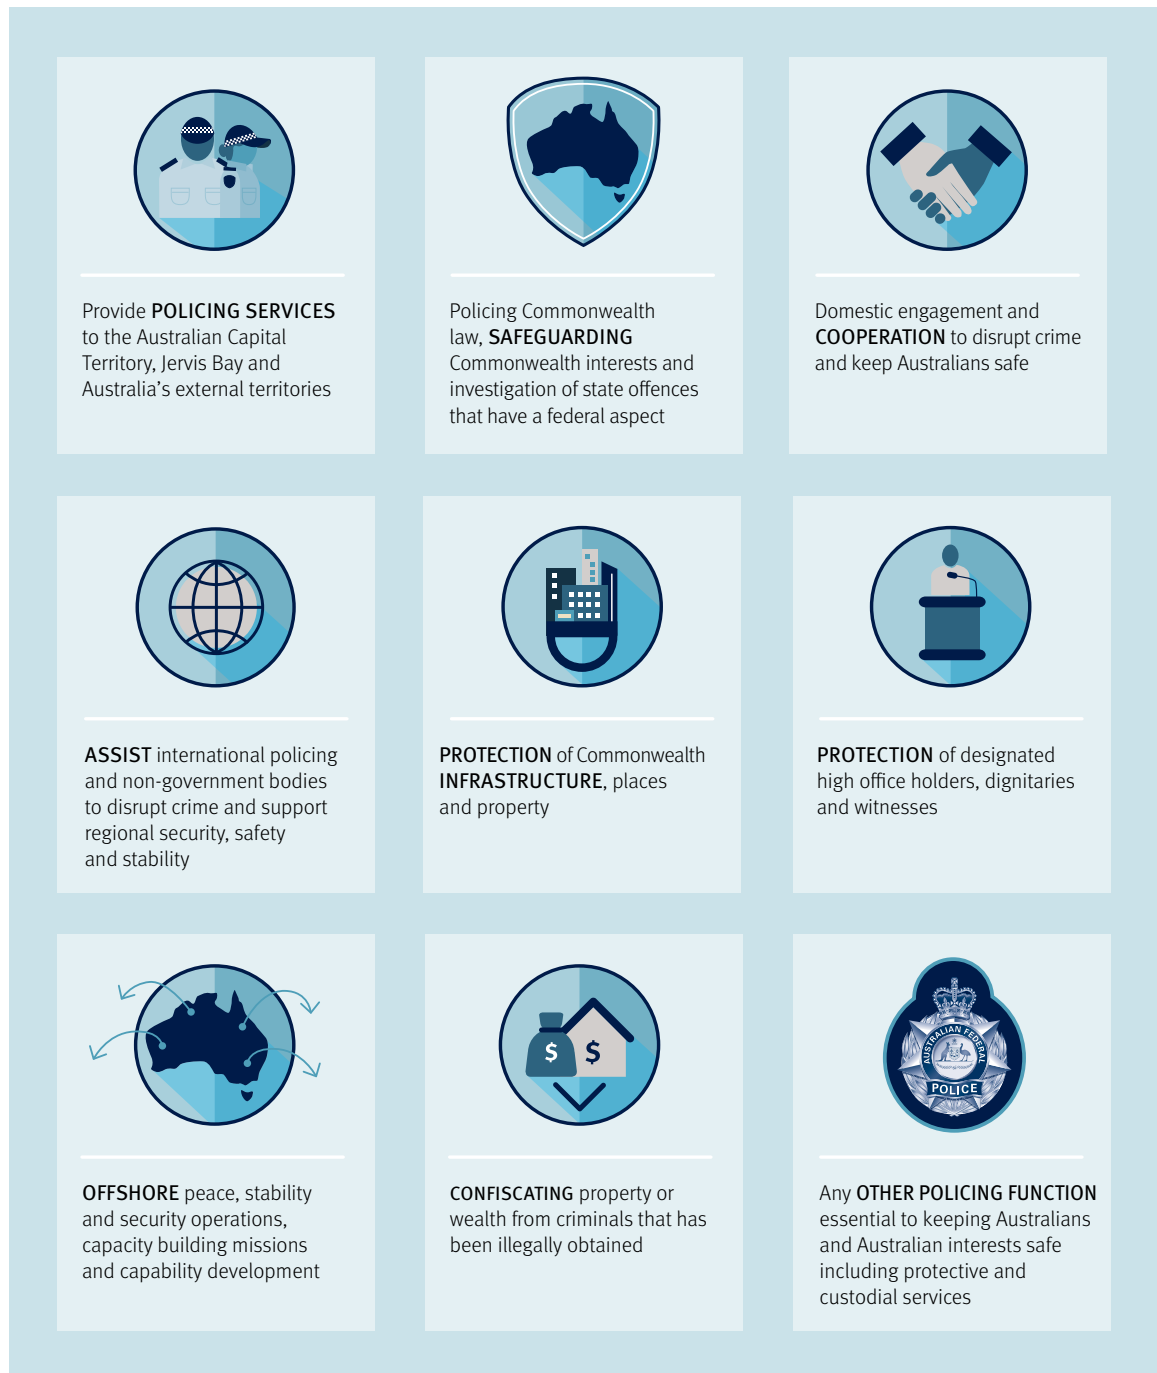 Provide POLICING SERVICES
to the Australian Capital
Territory, Jervis Bay and
Australia's external territories
Policing Commonwealth
law, SAFEGUARDING
Commonwealth interests and
investigation of state offences
that have a federal aspect
Domestic engagement and
COOPERATION to disrupt crime
and keep Australians safe
ASSIST international policing
and non-government bodies
to disrupt crime and support
regional security, safety
and stability
PROTECTION of Commonwealth
INFRASTRUCTURE, places
and property
PROTECTION of designated
high office holders, dignitaries
and witnesses
OFFSHORE peace, stability
and security operations,
capacity building missions
and capability development
$ $
CONFISCATING property or
wealth from criminals that has
been illegally obtained
AUSTRALIAN FEDERAL
POLICE
Any OTHER POLICING FUNCTION
essential to keeping Australians
and Australian interests safe
including protective and
custodial services